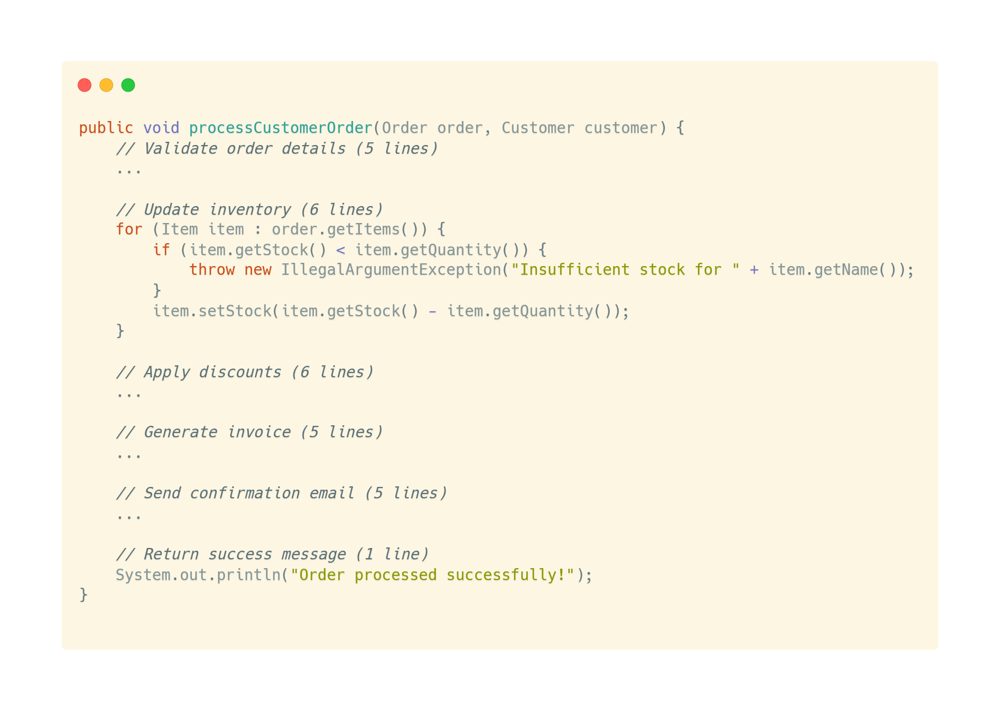 public void processCustomerOrder(Order order, Customer customer) {
    // Validate order details (5 lines)
    ...

    // Update inventory (6 lines)
    for (Item item : order.getItems()) {
        if (item.getStock() < item.getQuantity()) {
            throw new IllegalArgumentException("Insufficient stock for " + item.getName());
        }
        item.setStock(item.getStock() - item.getQuantity());
    }

    // Apply discounts (6 lines)
    ...

    // Generate invoice (5 lines)
    ...

    // Send confirmation email (5 lines)
    ...

    // Return success message (1 line)
    System.out.println("Order processed successfully!");
}